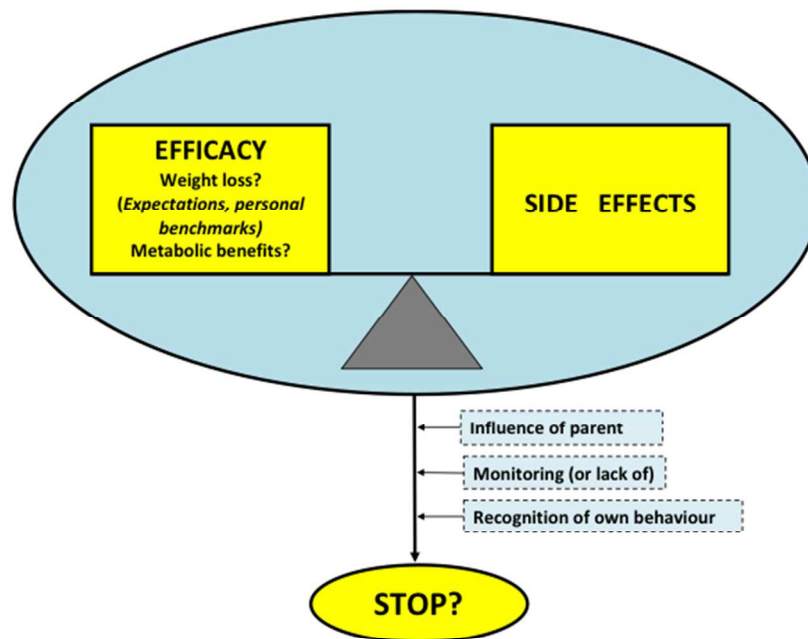 EFFICACY
Weight loss?
(Expectations, personal
benchmarks)
Metabolic benefits?
SIDE EFFECTS
Influence of parent
Monitoring (or lack of)
Recognition of own behaviour
STOP?